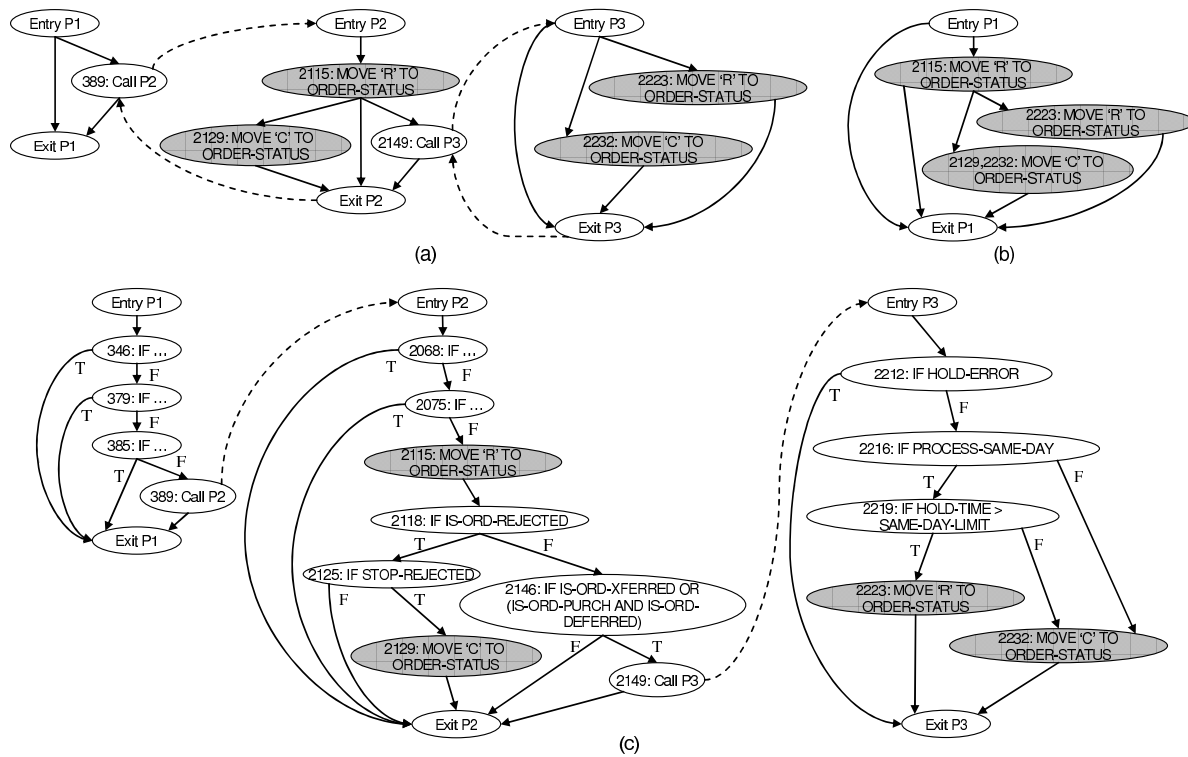 Entry P1
389: Call P2
Exit P1
Entry P2
2115: MOVE ‘R’ TO
ORDER-STATUS
2129: MOVE ‘C’ TO
ORDER-STATUS
2149: Call P3
Exit P2
Entry P3
2223: MOVE ‘R’ TO
ORDER-STATUS
2232: MOVE ‘C’ TO
ORDER-STATUS
Exit P3
(a)
Entry P1
2115: MOVE ‘R’ TO
ORDER-STATUS
2223: MOVE ‘R’ TO
ORDER-STATUS
2129,2232: MOVE ‘C’ TO
ORDER-STATUS
Exit P1
(b)
Entry P1
346: IF ...
T
F
379: IF ...
T
F
385: IF ...
T
F
389: Call P2
Exit P1
Entry P2
2068: IF ...
T
F
2075: IF ...
T
F
2115: MOVE ‘R’ TO
ORDER-STATUS
2118: IF IS-ORD-REJECTED
T
F
2125: IF STOP-REJECTED
F
T
2146: IF IS-ORD-XFERRED OR
(IS-ORD-PURCH AND IS-ORD-
DEFERRED)
2129: MOVE ‘C’ TO
ORDER-STATUS
F
T
2149: Call P3
Exit P2
Entry P3
2212: IF HOLD-ERROR
T
F
2216: IF PROCESS-SAME-DAY
T
F
2219: IF HOLD-TIME >
SAME-DAY-LIMIT
T
F
2223: MOVE ‘R’ TO
ORDER-STATUS
2232: MOVE ‘C’ TO
ORDER-STATUS
Exit P3
(c)